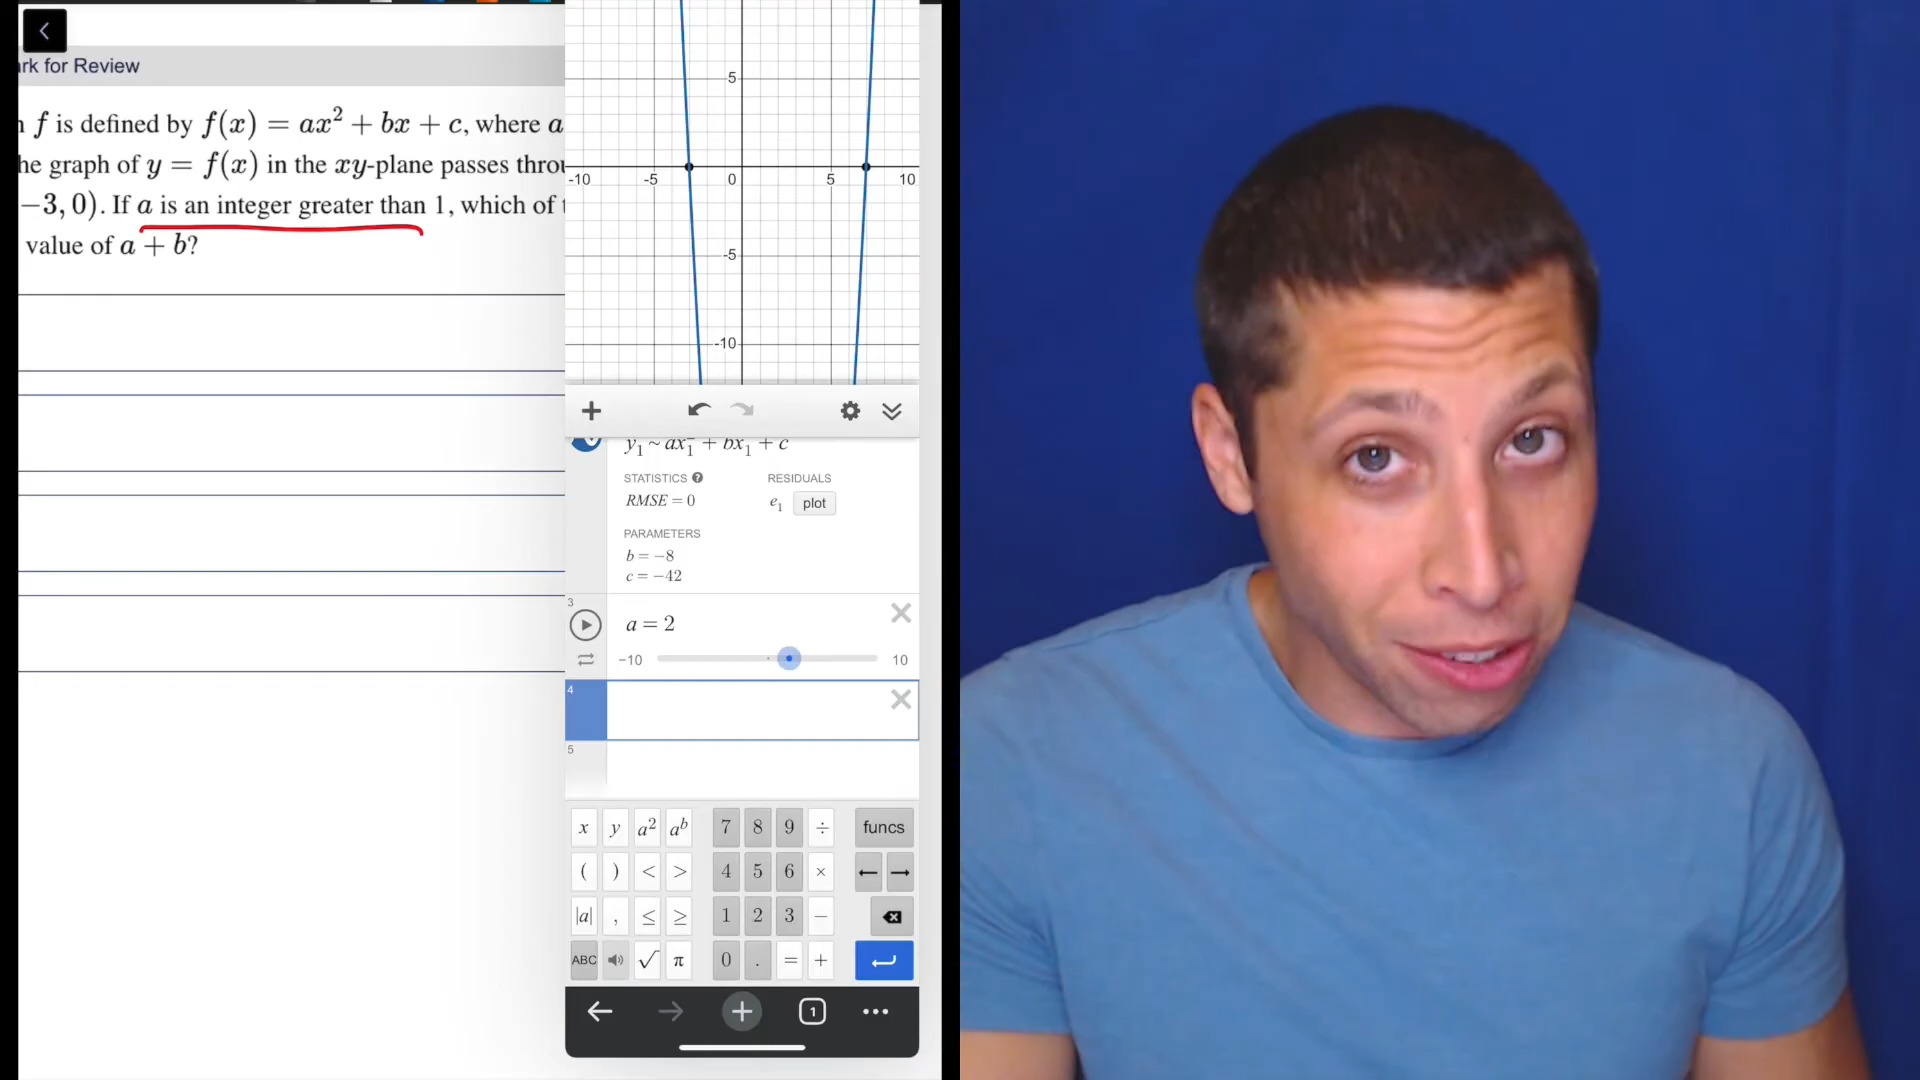 rk for Review
f is defined by f(x) = ax² + bx + c, where a
he graph of y = f(x) in the xy-plane passes
−3, 0). If a is an integer greater than 1, which of
value of a + b?
5
-10 -5 0 5 10
-5
-10
y₁ ~ ax₁² + bx₁ + c
STATISTICS ? RESIDUALS
RMSE = 0 e₁ plot
PARAMETERS
b = −8
c = −42
3
a = 2
−10 10
4
5
x y a² aᵇ 7 8 9 ÷ funcs
( ) < > 4 5 6 × ← →
|a| , ≤ ≥ 1 2 3 −
ABC √ π 0 . = +
1